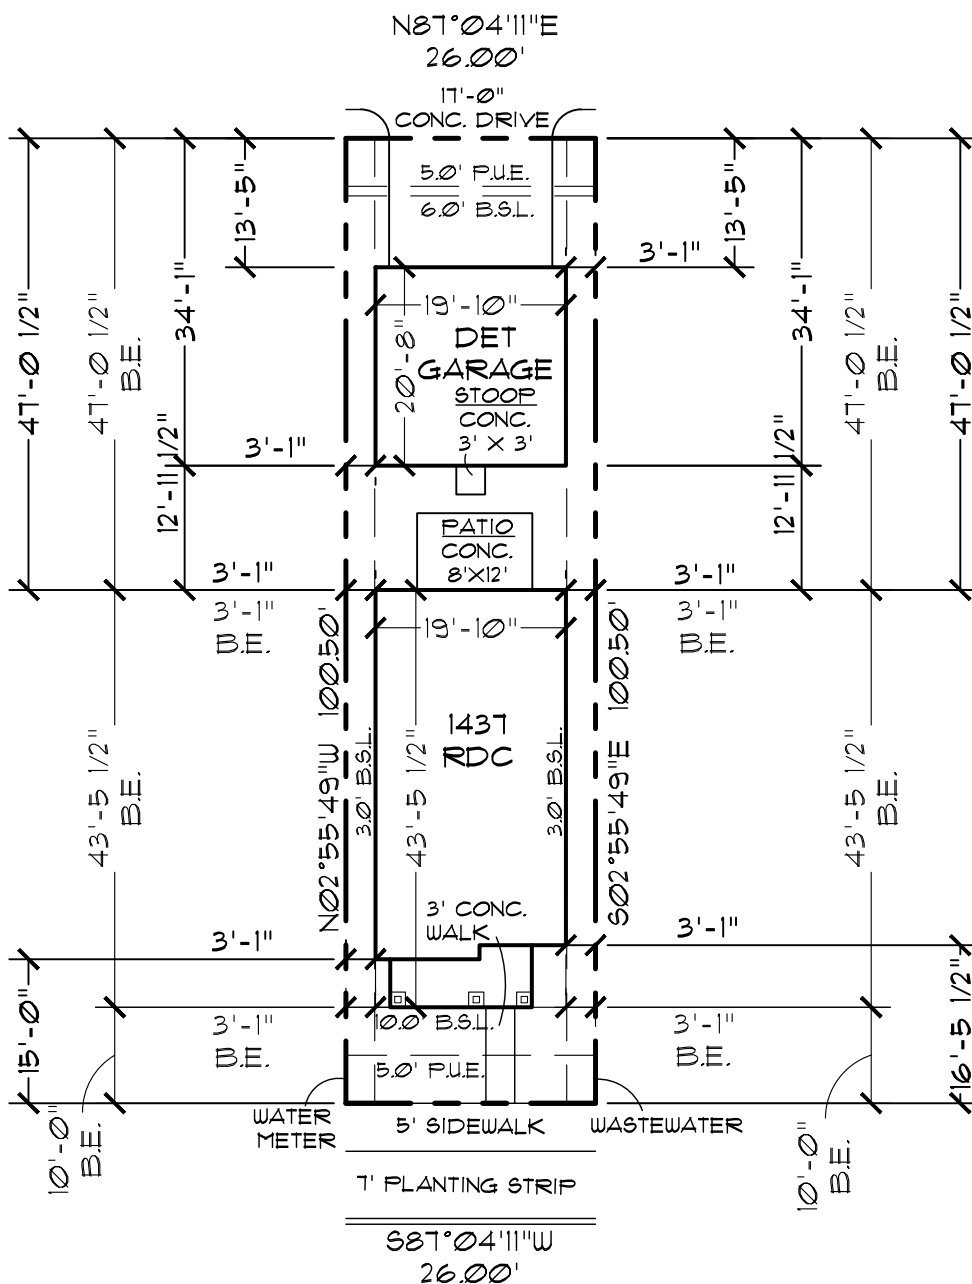 N87°04'11"E
26.00'
17'-0"
CONC. DRIVE
5.0' P.U.E.
6.0' B.S.L.
13'-5"
13'-5"
3'-1"
34'-1"
34'-1"
47'-0 1/2"
47'-0 1/2"
B.E.
47'-0 1/2"
B.E.
47'-0 1/2"
19'-10"
20'-8"
DET
GARAGE
STOOP
CONC.
3' X 3'
3'-1"
12'-11 1/2"
12'-11 1/2"
PATIO
CONC.
8'X12'
3'-1"
3'-1"
3'-1"
B.E.
3'-1"
B.E.
19'-10"
N02°55'49"W 100.50'
S02°55'49"E 100.50'
1437
RDC
3.0' B.S.L.
3.0' B.S.L.
43'-5 1/2"
43'-5 1/2"
B.E.
43'-5 1/2"
B.E.
3' CONC.
WALK
3'-1"
3'-1"
15'-0"
16'-5 1/2"
10.0' B.S.L.
3'-1"
B.E.
3'-1"
B.E.
5.0' P.U.E.
10'-0"
B.E.
10'-0"
B.E.
WATER
METER
5' SIDEWALK
WASTEWATER
7' PLANTING STRIP
S87°04'11"W
26.00'